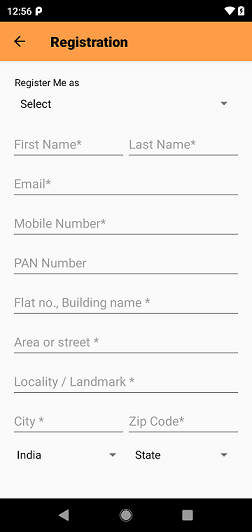 12:56
Registration
Register Me as
Select
First Name* Last Name*
Email*
Mobile Number*
PAN Number
Flat no., Building name *
Area or street *
Locality / Landmark *
City * Zip Code*
India State